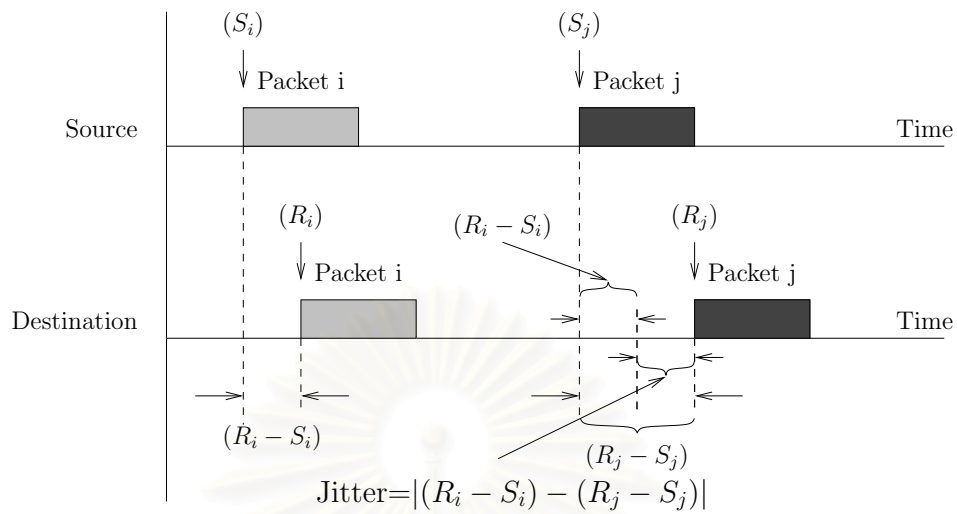 (S_i) (S_j)
Packet i Packet j
Source Time
(R_i) (R_i − S_i) (R_j)
Packet i Packet j
Destination Time
(R_i − S_i) (R_j − S_j)
Jitter=|(R_i − S_i) − (R_j − S_j)|